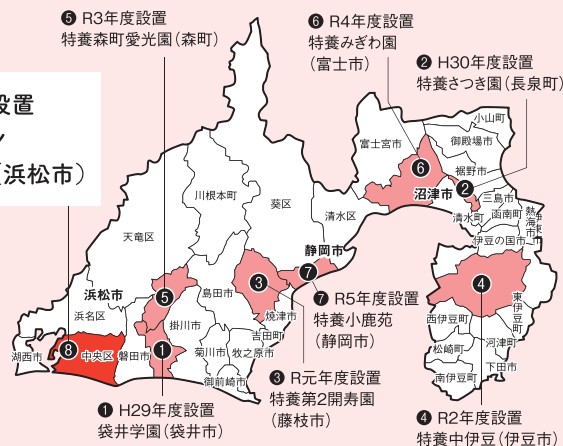 ❺ R3年度設置
特養森町愛光園（森町）
❻ R4年度設置
特養みぎわ園
（富士市）
❷ H30年度設置
特養さつき園（長泉町）
設置
（浜松市）
小山町
御殿場市
富士宮市
裾野市
❻
❷
沼津市
三島市
清水町
函南町
熱海市
伊東市
伊豆の国市
川根本町
葵区
清水区
天竜区
静岡市
❼
❸
❹
浜松市
❺
島田市
焼津市
❼ R5年度設置
特養小鹿苑
（静岡市）
東伊豆町
西伊豆町
浜名区
掛川市
吉田町
河津町
松崎町
湖西市
❽
中央区
磐田市
❶
菊川市
牧之原市
下田市
南伊豆町
御前崎市
❸ R元年度設置
特養第2開寿園
（藤枝市）
❶ H29年度設置
袋井学園（袋井市）
❹ R2年度設置
特養中伊豆（伊豆市）